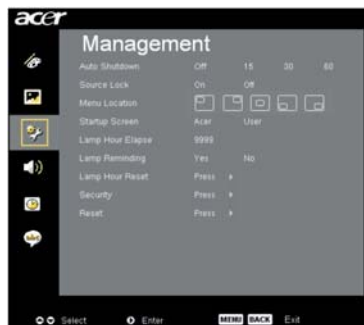 acer
Management
Auto Shutdown Off 15 30 60
Source Lock On Off
Menu Location
Startup Screen Acer User
Lamp Hour Elapse 9999
Lamp Reminding Yes No
Lamp Hour Reset Press
Security Press
Reset Press
Select Enter MENU BACK Exit